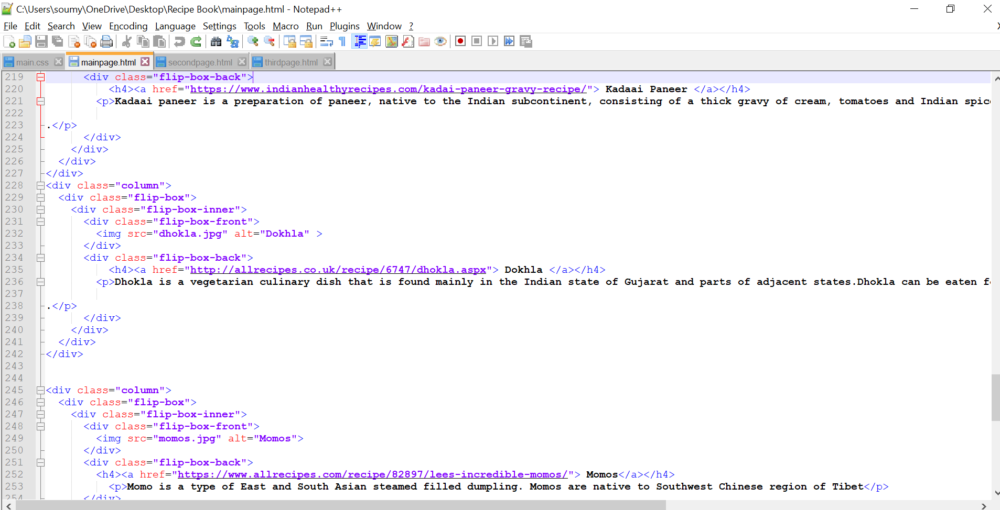 C:\Users\soumy\OneDrive\Desktop\Recipe Book\mainpage.html - Notepad++
File Edit Search View Encoding Language Settings Tools Macro Run Plugins Window ?
main.css mainpage.html secondpage.html thirdpage.html
219 <div class="flip-box-back">
220 <h4><a href="https://www.indianhealthyrecipes.com/kadai-paneer-gravy-recipe/"> Kadaai Paneer </a></h4>
221 <p>Kadaai paneer is a preparation of paneer, native to the Indian subcontinent, consisting of a thick gravy of cream, tomatoes and Indian spic
222
223 .</p>
224 </div>
225 </div>
226 </div>
227 </div>
228 <div class="column">
229 <div class="flip-box">
230 <div class="flip-box-inner">
231 <div class="flip-box-front">
232 <img src="dhokla.jpg" alt="Dokhla" >
233 </div>
234 <div class="flip-box-back">
235 <h4><a href="http://allrecipes.co.uk/recipe/6747/dhokla.aspx"> Dokhla </a></h4>
236 <p>Dhokla is a vegetarian culinary dish that is found mainly in the Indian state of Gujarat and parts of adjacent states.Dhokla can be eaten f
237
238 .</p>
239 </div>
240 </div>
241 </div>
242 </div>
243
244
245 <div class="column">
246 <div class="flip-box">
247 <div class="flip-box-inner">
248 <div class="flip-box-front">
249 <img src="momos.jpg" alt="Momos">
250 </div>
251 <div class="flip-box-back">
252 <h4><a href="https://www.allrecipes.com/recipe/82897/lees-incredible-momos/"> Momos</a></h4>
253 <p>Momo is a type of East and South Asian steamed filled dumpling. Momos are native to Southwest Chinese region of Tibet</p>
254 </div>